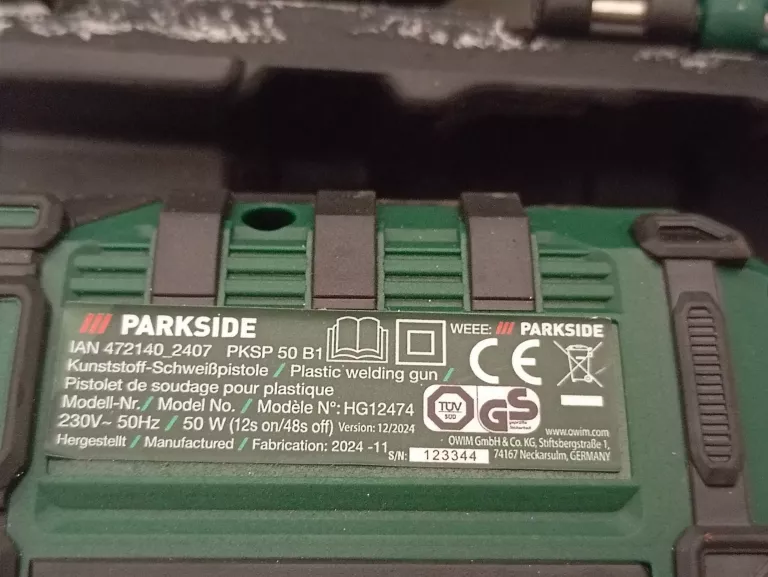 PARKSIDE
WEEE: PARKSIDE
IAN 472140_2407 PKSP 50 B1
CE
Kunststoff-Schweißpistole / Plastic welding gun /
Pistolet de soudage pour plastique
Modell-Nr. / Model No. / Modèle N°: HG12474
TÜV
SÜD
GS
geprüfte
Sicherheit
230V~ 50Hz / 50 W (12s on/48s off) Version: 12/2024
www.owim.com
Hergestellt / Manufactured / Fabrication: 2024 -11
S/N: 123344
OWIM GmbH & Co. KG, Stiftsbergstraße 1,
74167 Neckarsulm, GERMANY